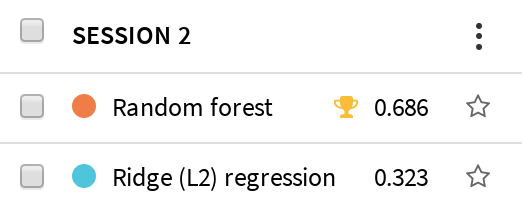 SESSION 2
Random forest 0.686
Ridge (L2) regression 0.323